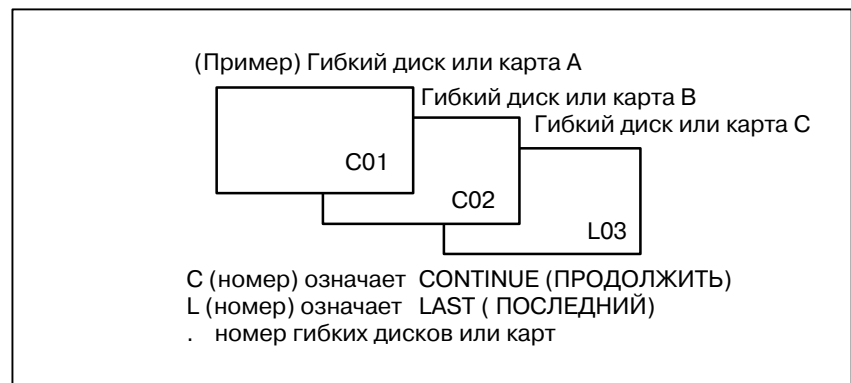 (Пример) Гибкий диск или карта A
Гибкий диск или карта B
Гибкий диск или карта C
C01
C02
L03
C (номер) означает CONTINUE (ПРОДОЛЖИТЬ)
L (номер) означает LAST ( ПОСЛЕДНИЙ)
. номер гибких дисков или карт